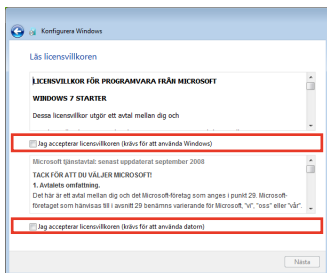 Konfigurera Windows
Läs licensvillkoren
LICENSVILLKOR FÖR PROGRAMVARA FRÅN MICROSOFT
WINDOWS 7 STARTER
Dessa licensvillkor utgör ett avtal mellan dig och
Jag accepterar licensvillkoren (krävs för att använda Windows)
Microsoft tjänstavtal: senast uppdaterat september 2008
TACK FÖR ATT DU VÄLJER MICROSOFT!
1. Avtalets omfattning.
Det här är ett avtal mellan dig och det Microsoft-företag som anges i punkt 29. Microsoft-
företaget som hänvisas till i avsnitt 29 benämns varierande för Microsoft, "vi", "oss" eller "vår".
Jag accepterar licensvillkoren (krävs för att använda datorn)
Nästa